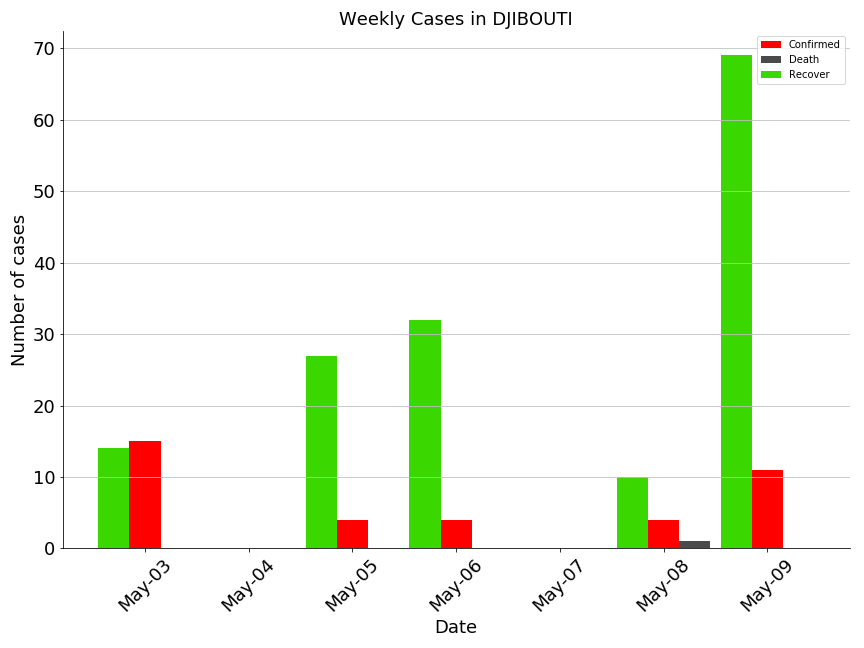 Weekly Cases in DJIBOUTI
Confirmed
Death
Recover
Number of cases
70
60
50
40
30
20
10
0
May-03
May-04
May-05
May-06
May-07
May-08
May-09
Date